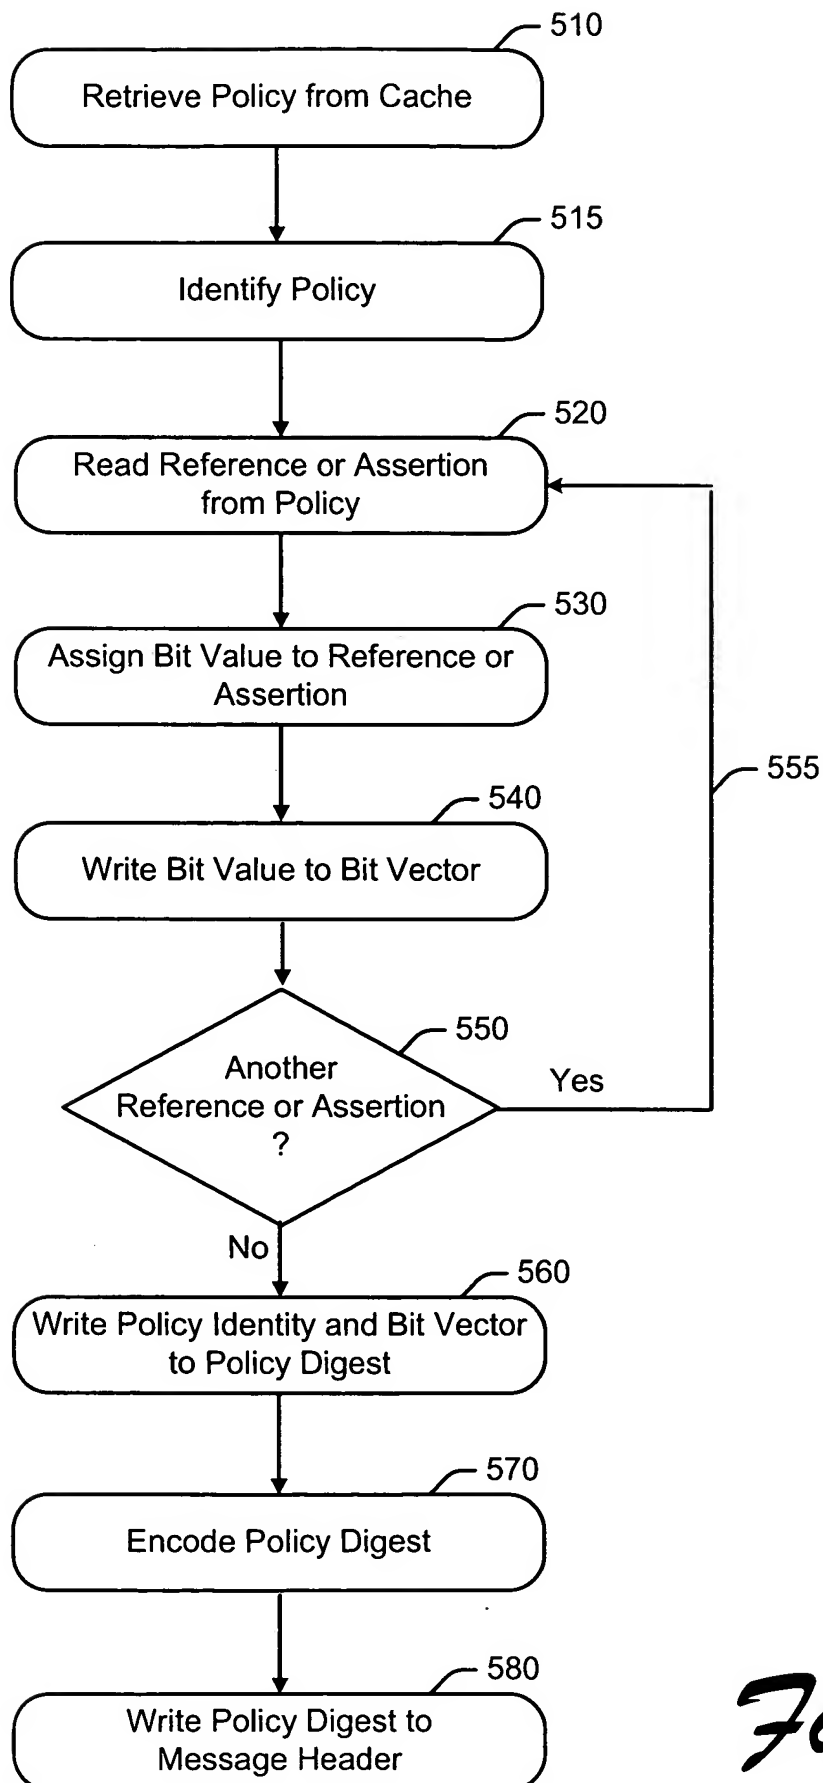 510
Retrieve Policy from Cache
515
Identify Policy
520
Read Reference or Assertion
from Policy
530
Assign Bit Value to Reference or
Assertion
555
540
Write Bit Value to Bit Vector
550
Another
Reference or Assertion
?
Yes
No
560
Write Policy Identity and Bit Vector
to Policy Digest
570
Encode Policy Digest
580
Write Policy Digest to
Message Header